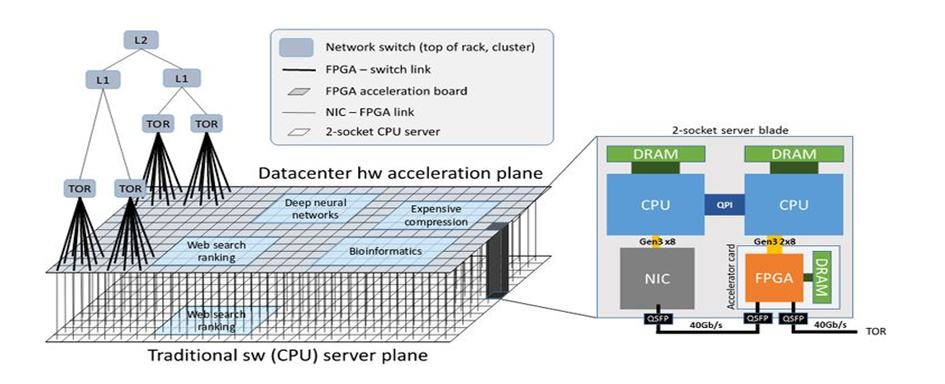 L2
L1
L1
TOR
TOR
TOR
TOR
Network switch (top of rack, cluster)
FPGA – switch link
FPGA acceleration board
NIC – FPGA link
2-socket CPU server
Datacenter hw acceleration plane
Deep neural
networks
Expensive
compression
Web search
ranking
Bioinformatics
Web search
ranking
Traditional sw (CPU) server plane
2-socket server blade
DRAM
DRAM
CPU
QPI
CPU
Gen3 x8
Gen3 2x8
NIC
Accelerator card
FPGA
DRAM
QSFP
QSFP
QSFP
40Gb/s
40Gb/s
TOR